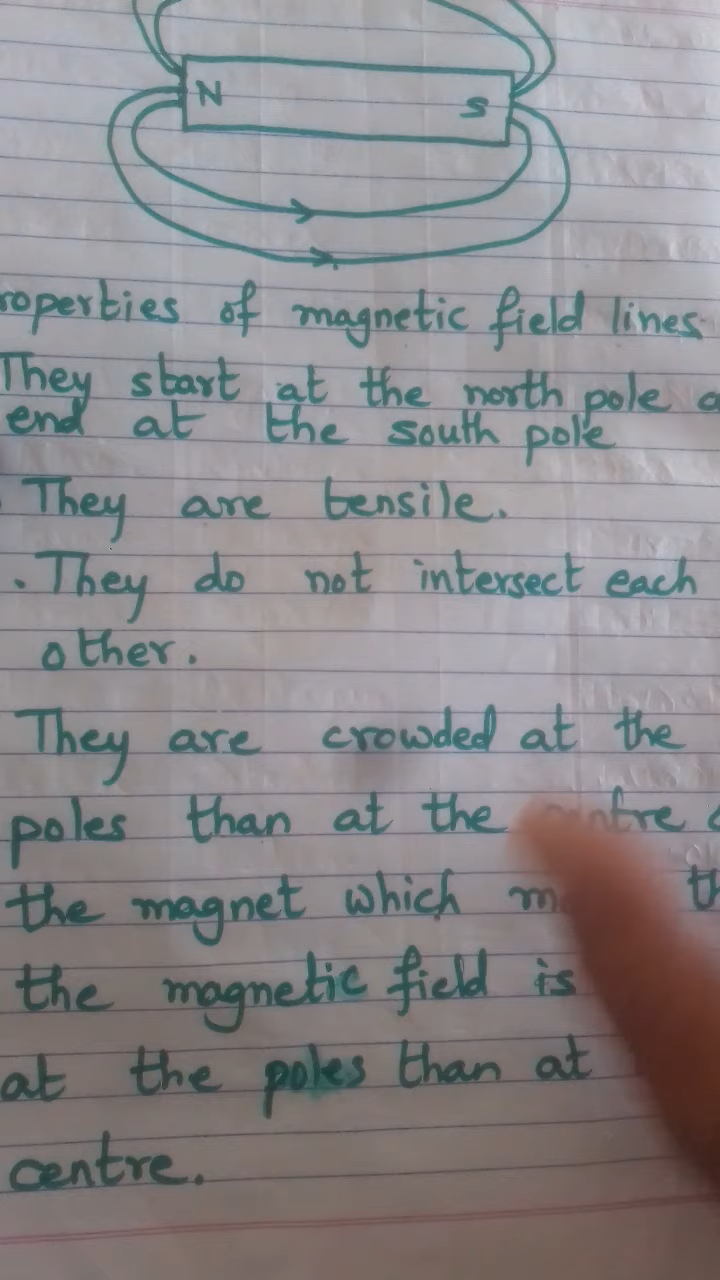 N S
roperties of magnetic field lines
They start at the north pole
end at the south pole
They are tensile.
. They do not intersect each
other.
They are crowded at the
poles than at the
the magnet which
the magnetic field is
at the poles than at
centre.